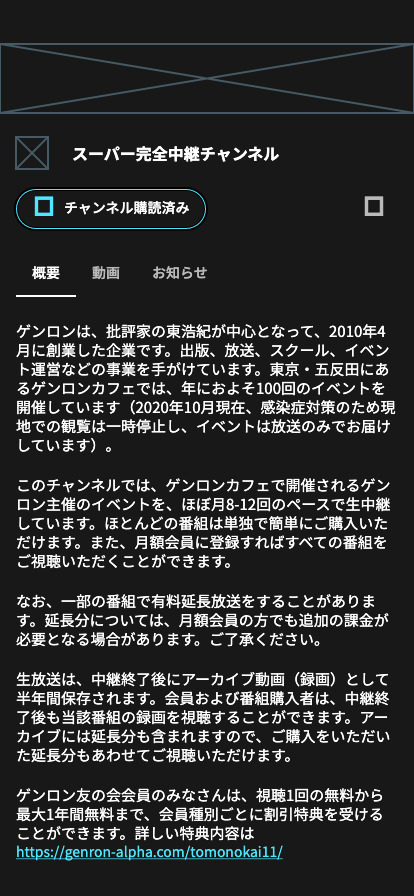 スーパー完全中継チャンネル
チャンネル購読済み
概要 動画 お知らせ
ゲンロンは、批評家の東浩紀が中心となって、2010年4
月に創業した企業です。出版、放送、スクール、イベン
ト運営などの事業を手がけています。東京・五反田にあ
るゲンロンカフェでは、年におよそ100回のイベントを
開催しています（2020年10月現在、感染症対策のため現
地での観覧は一時停止し、イベントは放送のみでお届け
しています）。
このチャンネルでは、ゲンロンカフェで開催されるゲン
ロン主催のイベントを、ほぼ月8-12回のペースで生中継
しています。ほとんどの番組は単独で簡単にご購入いた
だけます。また、月額会員に登録すればすべての番組を
ご視聴いただくことができます。
なお、一部の番組で有料延長放送をすることがありま
す。延長分については、月額会員の方でも追加の課金が
必要となる場合があります。ご了承ください。
生放送は、中継終了後にアーカイブ動画（録画）として
半年間保存されます。会員および番組購入者は、中継終
了後も当該番組の録画を視聴することができます。アー
カイブには延長分も含まれますので、ご購入をいただい
た延長分もあわせてご視聴いただけます。
ゲンロン友の会会員のみなさんは、視聴1回の無料から
最大1年間無料まで、会員種別ごとに割引特典を受ける
ことができます。詳しい特典内容は
https://genron-alpha.com/tomonokai11/